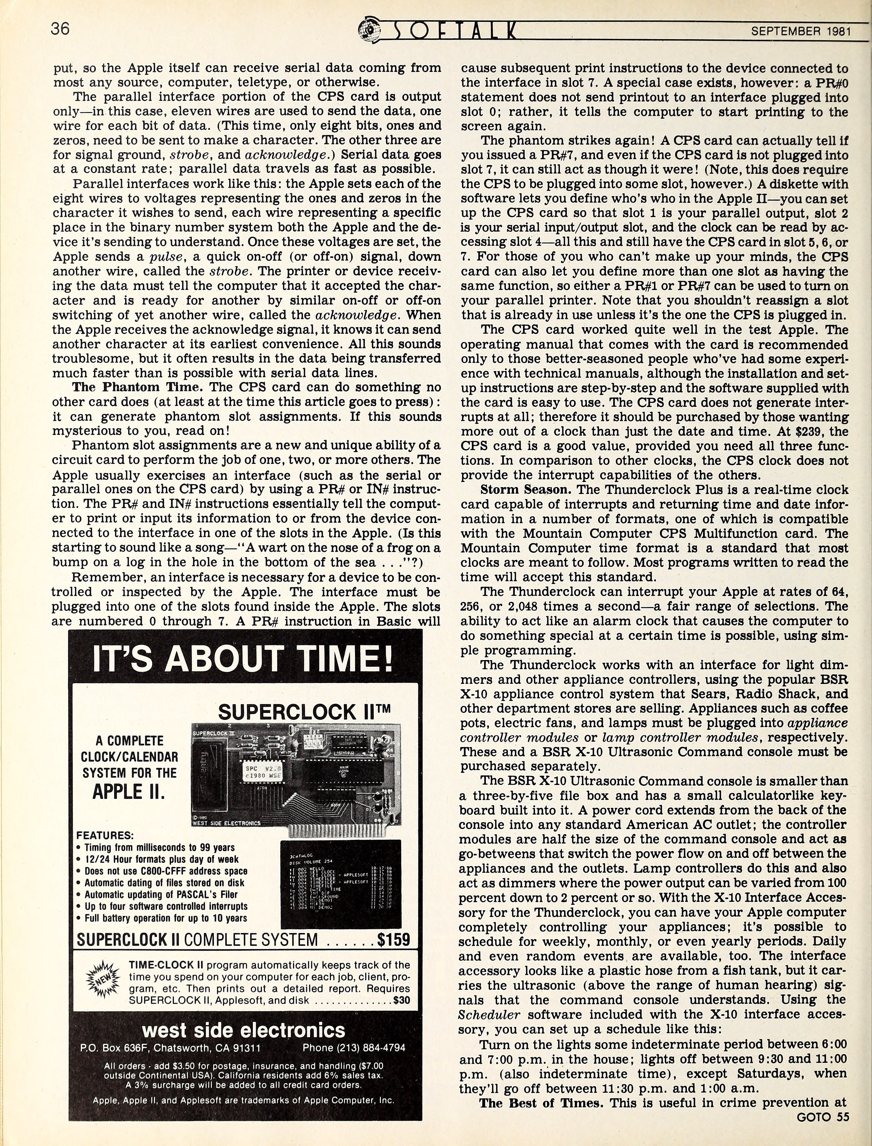 36
SOFTALK
SEPTEMBER 1981
put, so the Apple itself can receive serial data coming from
most any source, computer, teletype, or otherwise.
The parallel interface portion of the CPS card is output
only—in this case, eleven wires are used to send the data, one
wire for each bit of data. (This time, only eight bits, ones and
zeros, need to be sent to make a character. The other three are
for signal ground, strobe, and acknowledge.) Serial data goes
at a constant rate; parallel data travels as fast as possible.
Parallel interfaces work like this: the Apple sets each of the
eight wires to voltages representing the ones and zeros in the
character it wishes to send, each wire representing a specific
place in the binary number system both the Apple and the de-
vice it's sending to understand. Once these voltages are set, the
Apple sends a pulse, a quick on-off (or off-on) signal, down
another wire, called the strobe. The printer or device receiv-
ing the data must tell the computer that it accepted the char-
acter and is ready for another by similar on-off or off-on
switching of yet another wire, called the acknowledge. When
the Apple receives the acknowledge signal, it knows it can send
another character at its earliest convenience. All this sounds
troublesome, but it often results in the data being transferred
much faster than is possible with serial data lines.
The Phantom Time. The CPS card can do something no
other card does (at least at the time this article goes to press):
it can generate phantom slot assignments. If this sounds
mysterious to you, read on!
Phantom slot assignments are a new and unique ability of a
circuit card to perform the job of one, two, or more others. The
Apple usually exercises an interface (such as the serial or
parallel ones on the CPS card) by using a PR# or IN# instruc-
tion. The PR# and IN# instructions essentially tell the comput-
er to print or input its information to or from the device con-
nected to the interface in one of the slots in the Apple. (Is this
starting to sound like a song—"A wart on the nose of a frog on a
bump on a log in the hole in the bottom of the sea . . ."?)
Remember, an interface is necessary for a device to be con-
trolled or inspected by the Apple. The interface must be
plugged into one of the slots found inside the Apple. The slots
are numbered 0 through 7. A PR# instruction in Basic will
IT'S ABOUT TIME!
SUPERCLOCK II™
A COMPLETE
CLOCK/CALENDAR
SYSTEM FOR THE
APPLE II.
SUPERCLOCK II
SPC V2.0
c1980 WSE
WEST SIDE ELECTRONICS
FEATURES:
• Timing from milliseconds to 99 years
• 12/24 Hour formats plus day of week
• Does not use C800-CFFF address space
• Automatic dating of files stored on disk
• Automatic updating of PASCAL's Filer
• Up to four software controlled interrupts
• Full battery operation for up to 10 years
]CATALOG
DISK VOLUME 254
SUPERCLOCK II COMPLETE SYSTEM ......$159
NEW
TIME-CLOCK II program automatically keeps track of the
time you spend on your computer for each job, client, pro-
gram, etc. Then prints out a detailed report. Requires
SUPERCLOCK II, Applesoft, and disk ..............$30
west side electronics
P.O. Box 636F, Chatsworth, CA 91311 Phone (213) 884-4794
All orders - add $3.50 for postage, insurance, and handling ($7.00
outside Continental USA). California residents add 6% sales tax.
A 3% surcharge will be added to all credit card orders.
Apple, Apple II, and Applesoft are trademarks of Apple Computer, Inc.
cause subsequent print instructions to the device connected to
the interface in slot 7. A special case exists, however: a PR#0
statement does not send printout to an interface plugged into
slot 0; rather, it tells the computer to start printing to the
screen again.
The phantom strikes again! A CPS card can actually tell if
you issued a PR#7, and even if the CPS card is not plugged into
slot 7, it can still act as though it were! (Note, this does require
the CPS to be plugged into some slot, however.) A diskette with
software lets you define who's who in the Apple II—you can set
up the CPS card so that slot 1 is your parallel output, slot 2
is your serial input/output slot, and the clock can be read by ac-
cessing slot 4—all this and still have the CPS card in slot 5, 6, or
7. For those of you who can't make up your minds, the CPS
card can also let you define more than one slot as having the
same function, so either a PR#1 or PR#7 can be used to turn on
your parallel printer. Note that you shouldn't reassign a slot
that is already in use unless it's the one the CPS is plugged in.
The CPS card worked quite well in the test Apple. The
operating manual that comes with the card is recommended
only to those better-seasoned people who've had some experi-
ence with technical manuals, although the installation and set-
up instructions are step-by-step and the software supplied with
the card is easy to use. The CPS card does not generate inter-
rupts at all; therefore it should be purchased by those wanting
more out of a clock than just the date and time. At $239, the
CPS card is a good value, provided you need all three func-
tions. In comparison to other clocks, the CPS clock does not
provide the interrupt capabilities of the others.
Storm Season. The Thunderclock Plus is a real-time clock
card capable of interrupts and returning time and date infor-
mation in a number of formats, one of which is compatible
with the Mountain Computer CPS Multifunction card. The
Mountain Computer time format is a standard that most
clocks are meant to follow. Most programs written to read the
time will accept this standard.
The Thunderclock can interrupt your Apple at rates of 64,
256, or 2,048 times a second—a fair range of selections. The
ability to act like an alarm clock that causes the computer to
do something special at a certain time is possible, using sim-
ple programming.
The Thunderclock works with an interface for light dim-
mers and other appliance controllers, using the popular BSR
X-10 appliance control system that Sears, Radio Shack, and
other department stores are selling. Appliances such as coffee
pots, electric fans, and lamps must be plugged into appliance
controller modules or lamp controller modules, respectively.
These and a BSR X-10 Ultrasonic Command console must be
purchased separately.
The BSR X-10 Ultrasonic Command console is smaller than
a three-by-five file box and has a small calculatorlike key-
board built into it. A power cord extends from the back of the
console into any standard American AC outlet; the controller
modules are half the size of the command console and act as
go-betweens that switch the power flow on and off between the
appliances and the outlets. Lamp controllers do this and also
act as dimmers where the power output can be varied from 100
percent down to 2 percent or so. With the X-10 Interface Acces-
sory for the Thunderclock, you can have your Apple computer
completely controlling your appliances; it's possible to
schedule for weekly, monthly, or even yearly periods. Daily
and even random events are available, too. The interface
accessory looks like a plastic hose from a fish tank, but it car-
ries the ultrasonic (above the range of human hearing) sig-
nals that the command console understands. Using the
Scheduler software included with the X-10 interface acces-
sory, you can set up a schedule like this:
Turn on the lights some indeterminate period between 6:00
and 7:00 p.m. in the house; lights off between 9:30 and 11:00
p.m. (also indeterminate time), except Saturdays, when
they'll go off between 11:30 p.m. and 1:00 a.m.
The Best of Times. This is useful in crime prevention at
GOTO 55